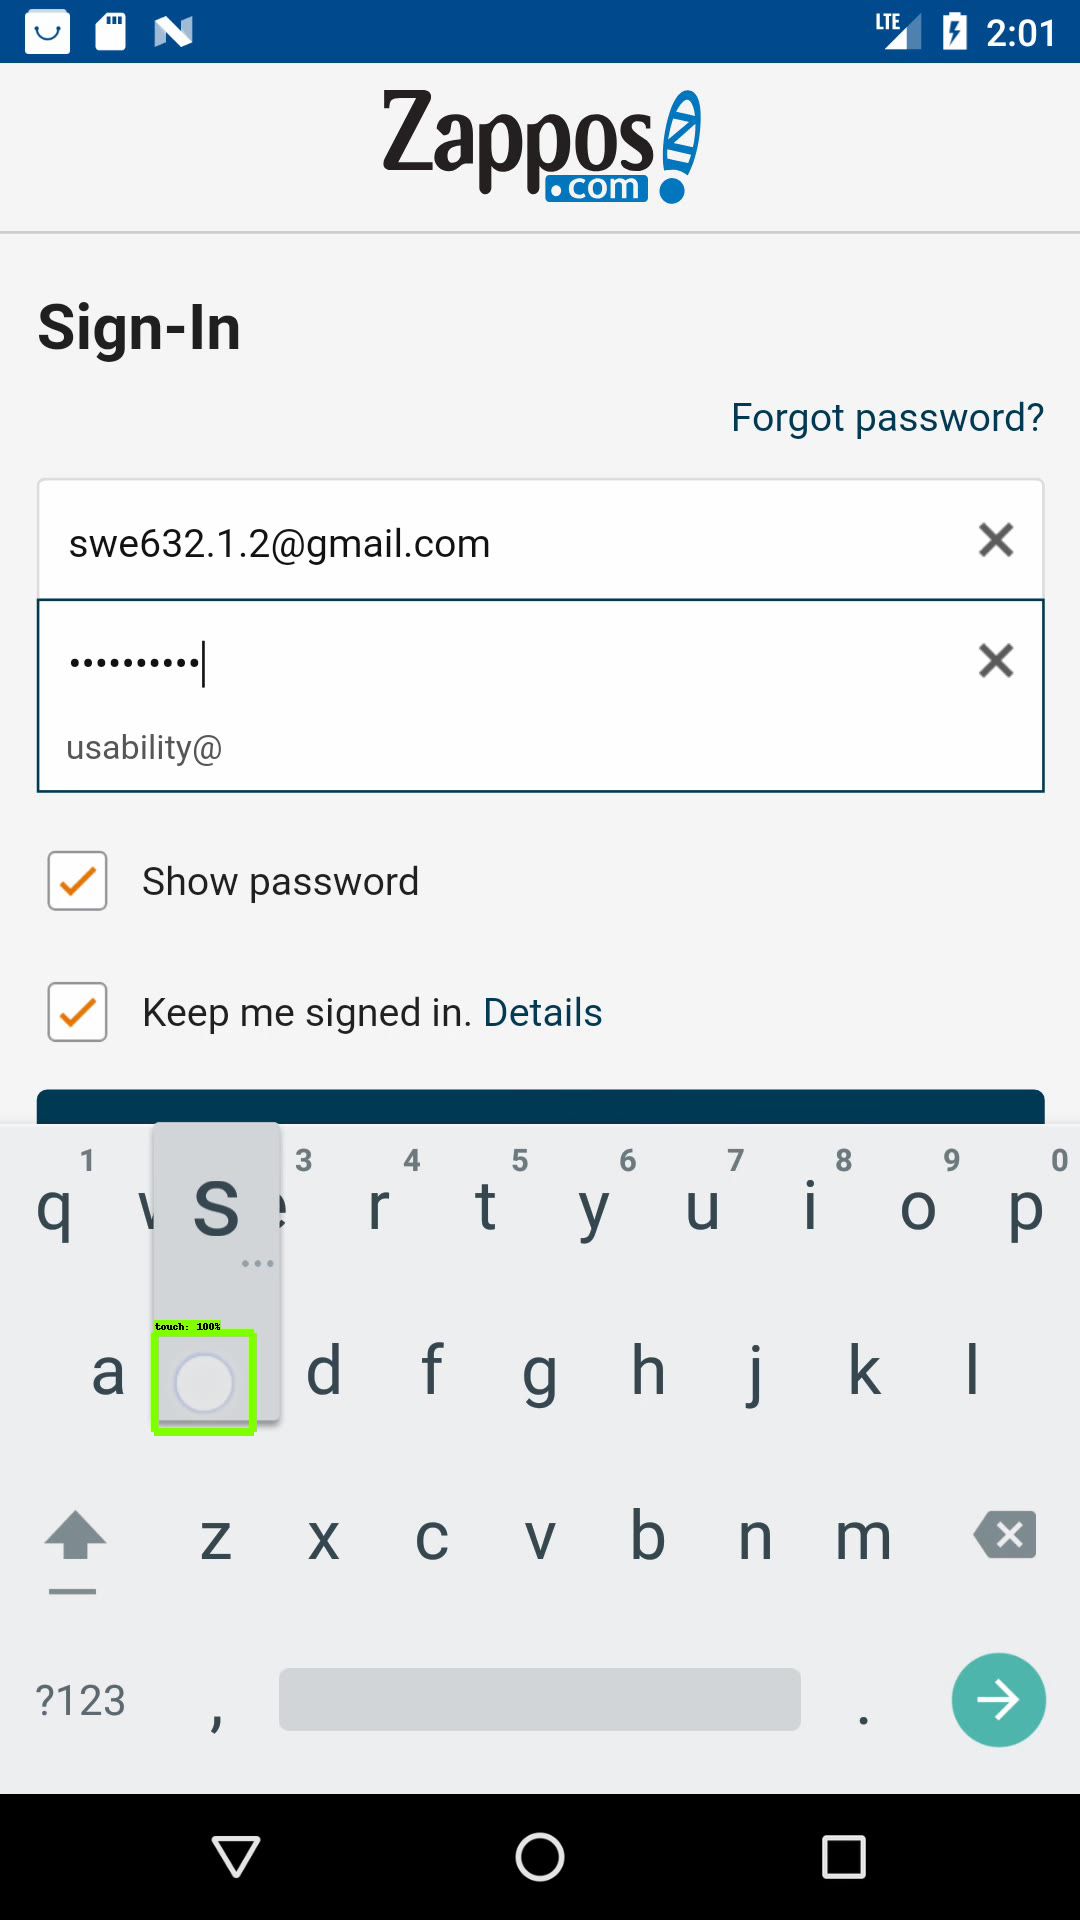 LTE 2:01
Zappos
.com
Sign-In
Forgot password?
swe632.1.2@gmail.com
••••••••••
usability@
Show password
Keep me signed in. Details
1 3 4 5 6 7 8 9 0
q w e r t y u i o p
s
touch: 100%
a d f g h j k l
z x c v b n m
?123 , .